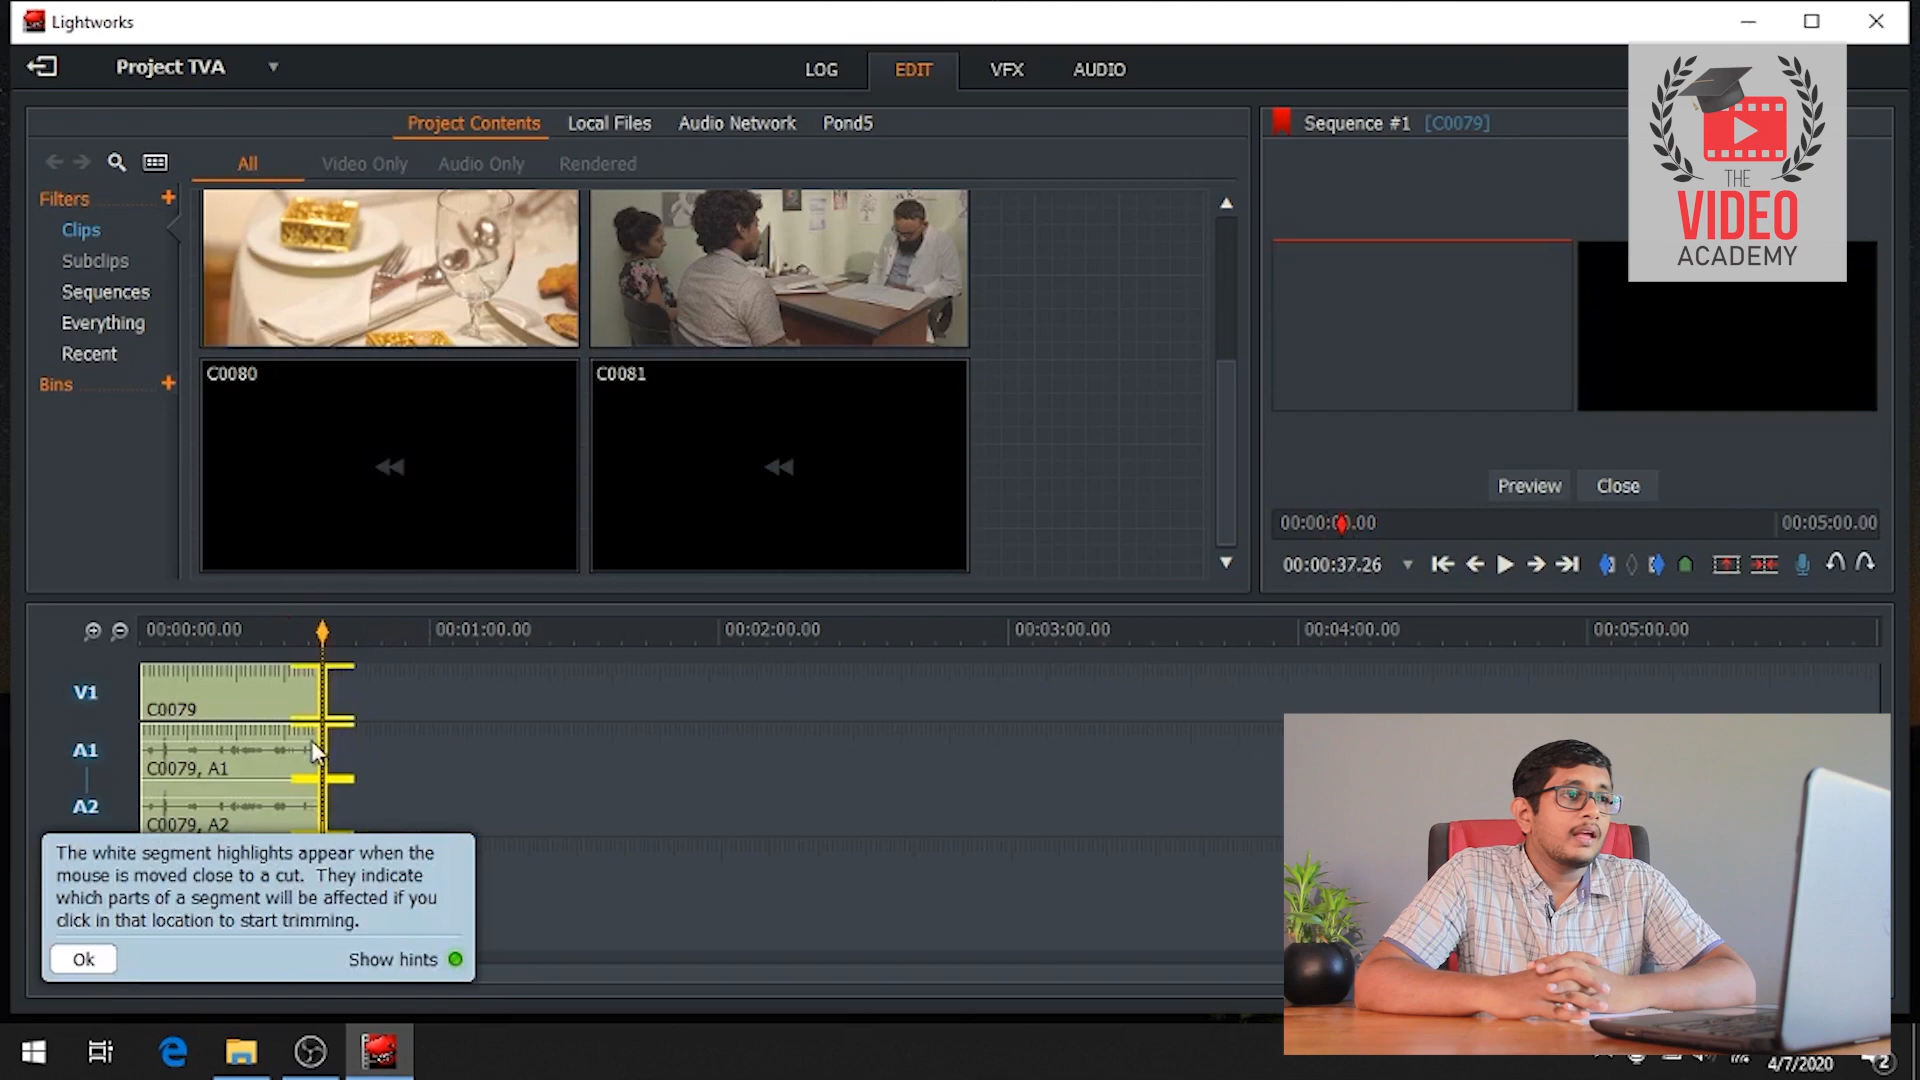 Lightworks
Project TVA
LOG
EDIT
VFX
AUDIO
Project Contents
Local Files
Audio Network
Pond5
All
Video Only
Audio Only
Rendered
Filters
Clips
Subclips
Sequences
Everything
Recent
Bins
C0080
C0081
Sequence #1 [C0079]
THE
VIDEO
ACADEMY
Preview
Close
00:05:00.00
00:00:37.26
00:00:00.00
00:01:00.00
00:02:00.00
00:03:00.00
00:04:00.00
00:05:00.00
V1
C0079
A1
C0079, A1
A2
C0079, A2
The white segment highlights appear when the
mouse is moved close to a cut. They indicate
which parts of a segment will be affected if you
click in that location to start trimming.
Ok
Show hints
4/7/2020
2